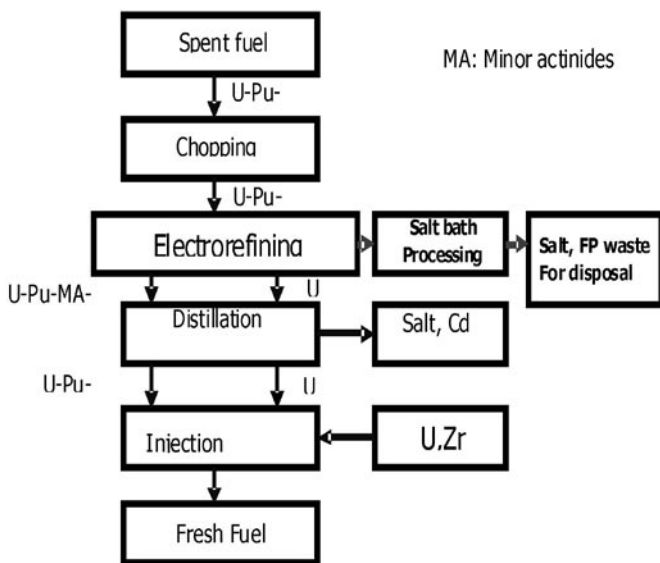 Spent fuel
MA: Minor actinides
U-Pu-
Chopping
U-Pu-
Electrorefining
Salt bath
Processing
Salt, FP waste
For disposal
U-Pu-MA-
U
Distillation
Salt, Cd
U-Pu-
U
Injection
U,Zr
Fresh Fuel